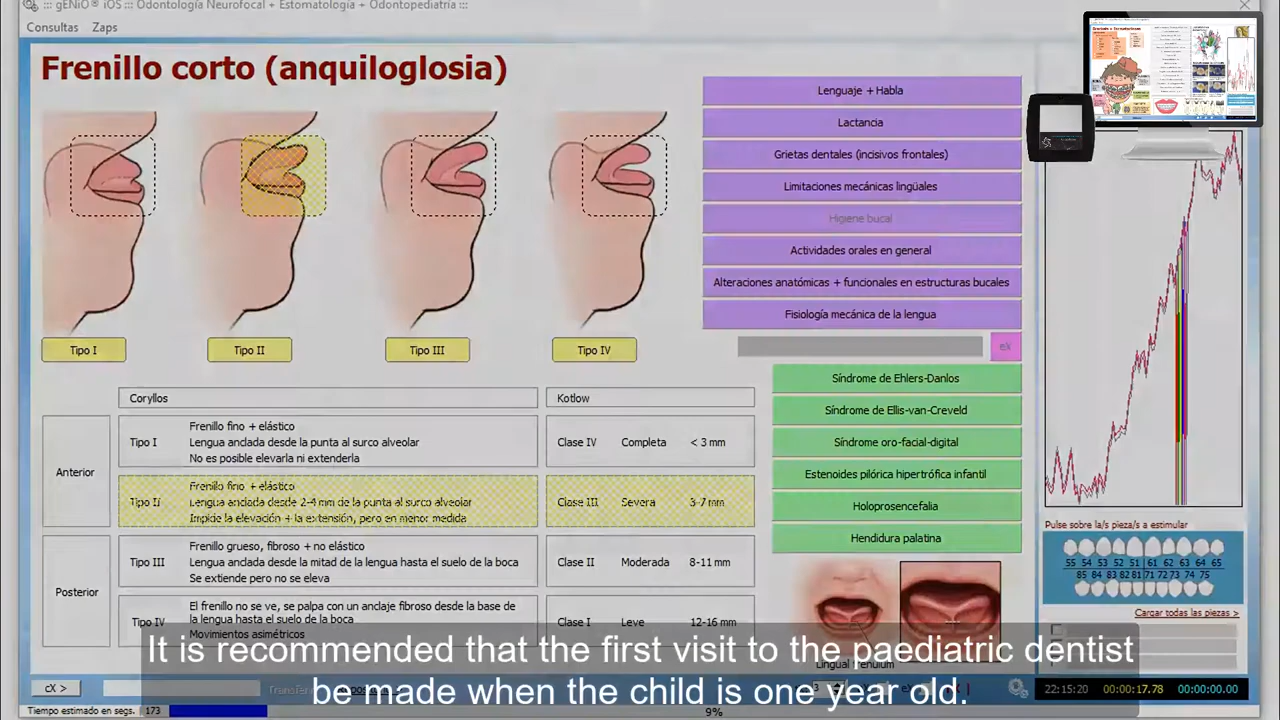 ::: gENiO® iOS ::: Odontología Neurofocal + Estomatología + Odontopediatría :::
Consultas Zaps
Frenillo corto (anquiloglosia)
Tipo I
Tipo II
Tipo III
Tipo IV
Lenguaje + Habla
Lactancia
Grietas dentales (incisivos frontales)
Limitaciones mecánicas lingüales
Higiene bucal
Actividades orales en general
Alteraciones anatómicas + funcionales en estructuras bucales
Fisiología mecánica de la lengua
eX
Síndrome de Ehlers-Danlos
Síndrome de Ellis-van-Creveld
Síndrome oro-facial-digital
Estenoides pilórica hipertrófica infantil
Holoprosencefalia
Hendidura palatina
Coryllos
Kotlow
Anterior
Tipo I
Frenillo fino + elástico
Lengua anclada desde la punta al surco alveolar
No es posible elevarla ni extenderla
Clase IV Completa < 3 mm
Tipo II
Frenillo fino + elástico
Lengua anclada desde 2-4 mm de la punta al surco alveolar
Impide la elevación + la extensión, pero en menor medida
Clase III Severa 3-7 mm
Posterior
Tipo III
Frenillo grueso, fibroso + no elástico
Lengua anclada desde la mitad de la lengua hasta el suelo de la boca
Se extiende pero no se eleva
Clase II Moderada 8-11 mm
Tipo IV
El frenillo no se ve, se palpa con un anclaje fibroso desde la base de
la lengua hasta el suelo de la boca
Movimientos asimétricos
Clase I Leve 12-16 mm
Lingual frenulum
Pulse sobre la/s pieza/s a estimular
55 54 53 52 51 61 62 63 64 65
85 84 83 82 81 71 72 73 74 75
Cargar todas las piezas >
It is recommended that the first visit to the paediatric dentist
be made when the child is one year old.
cX >
22:15:20 00:00:17.78 00:00:00.00
Tiempo estimado en segs. 173
9%